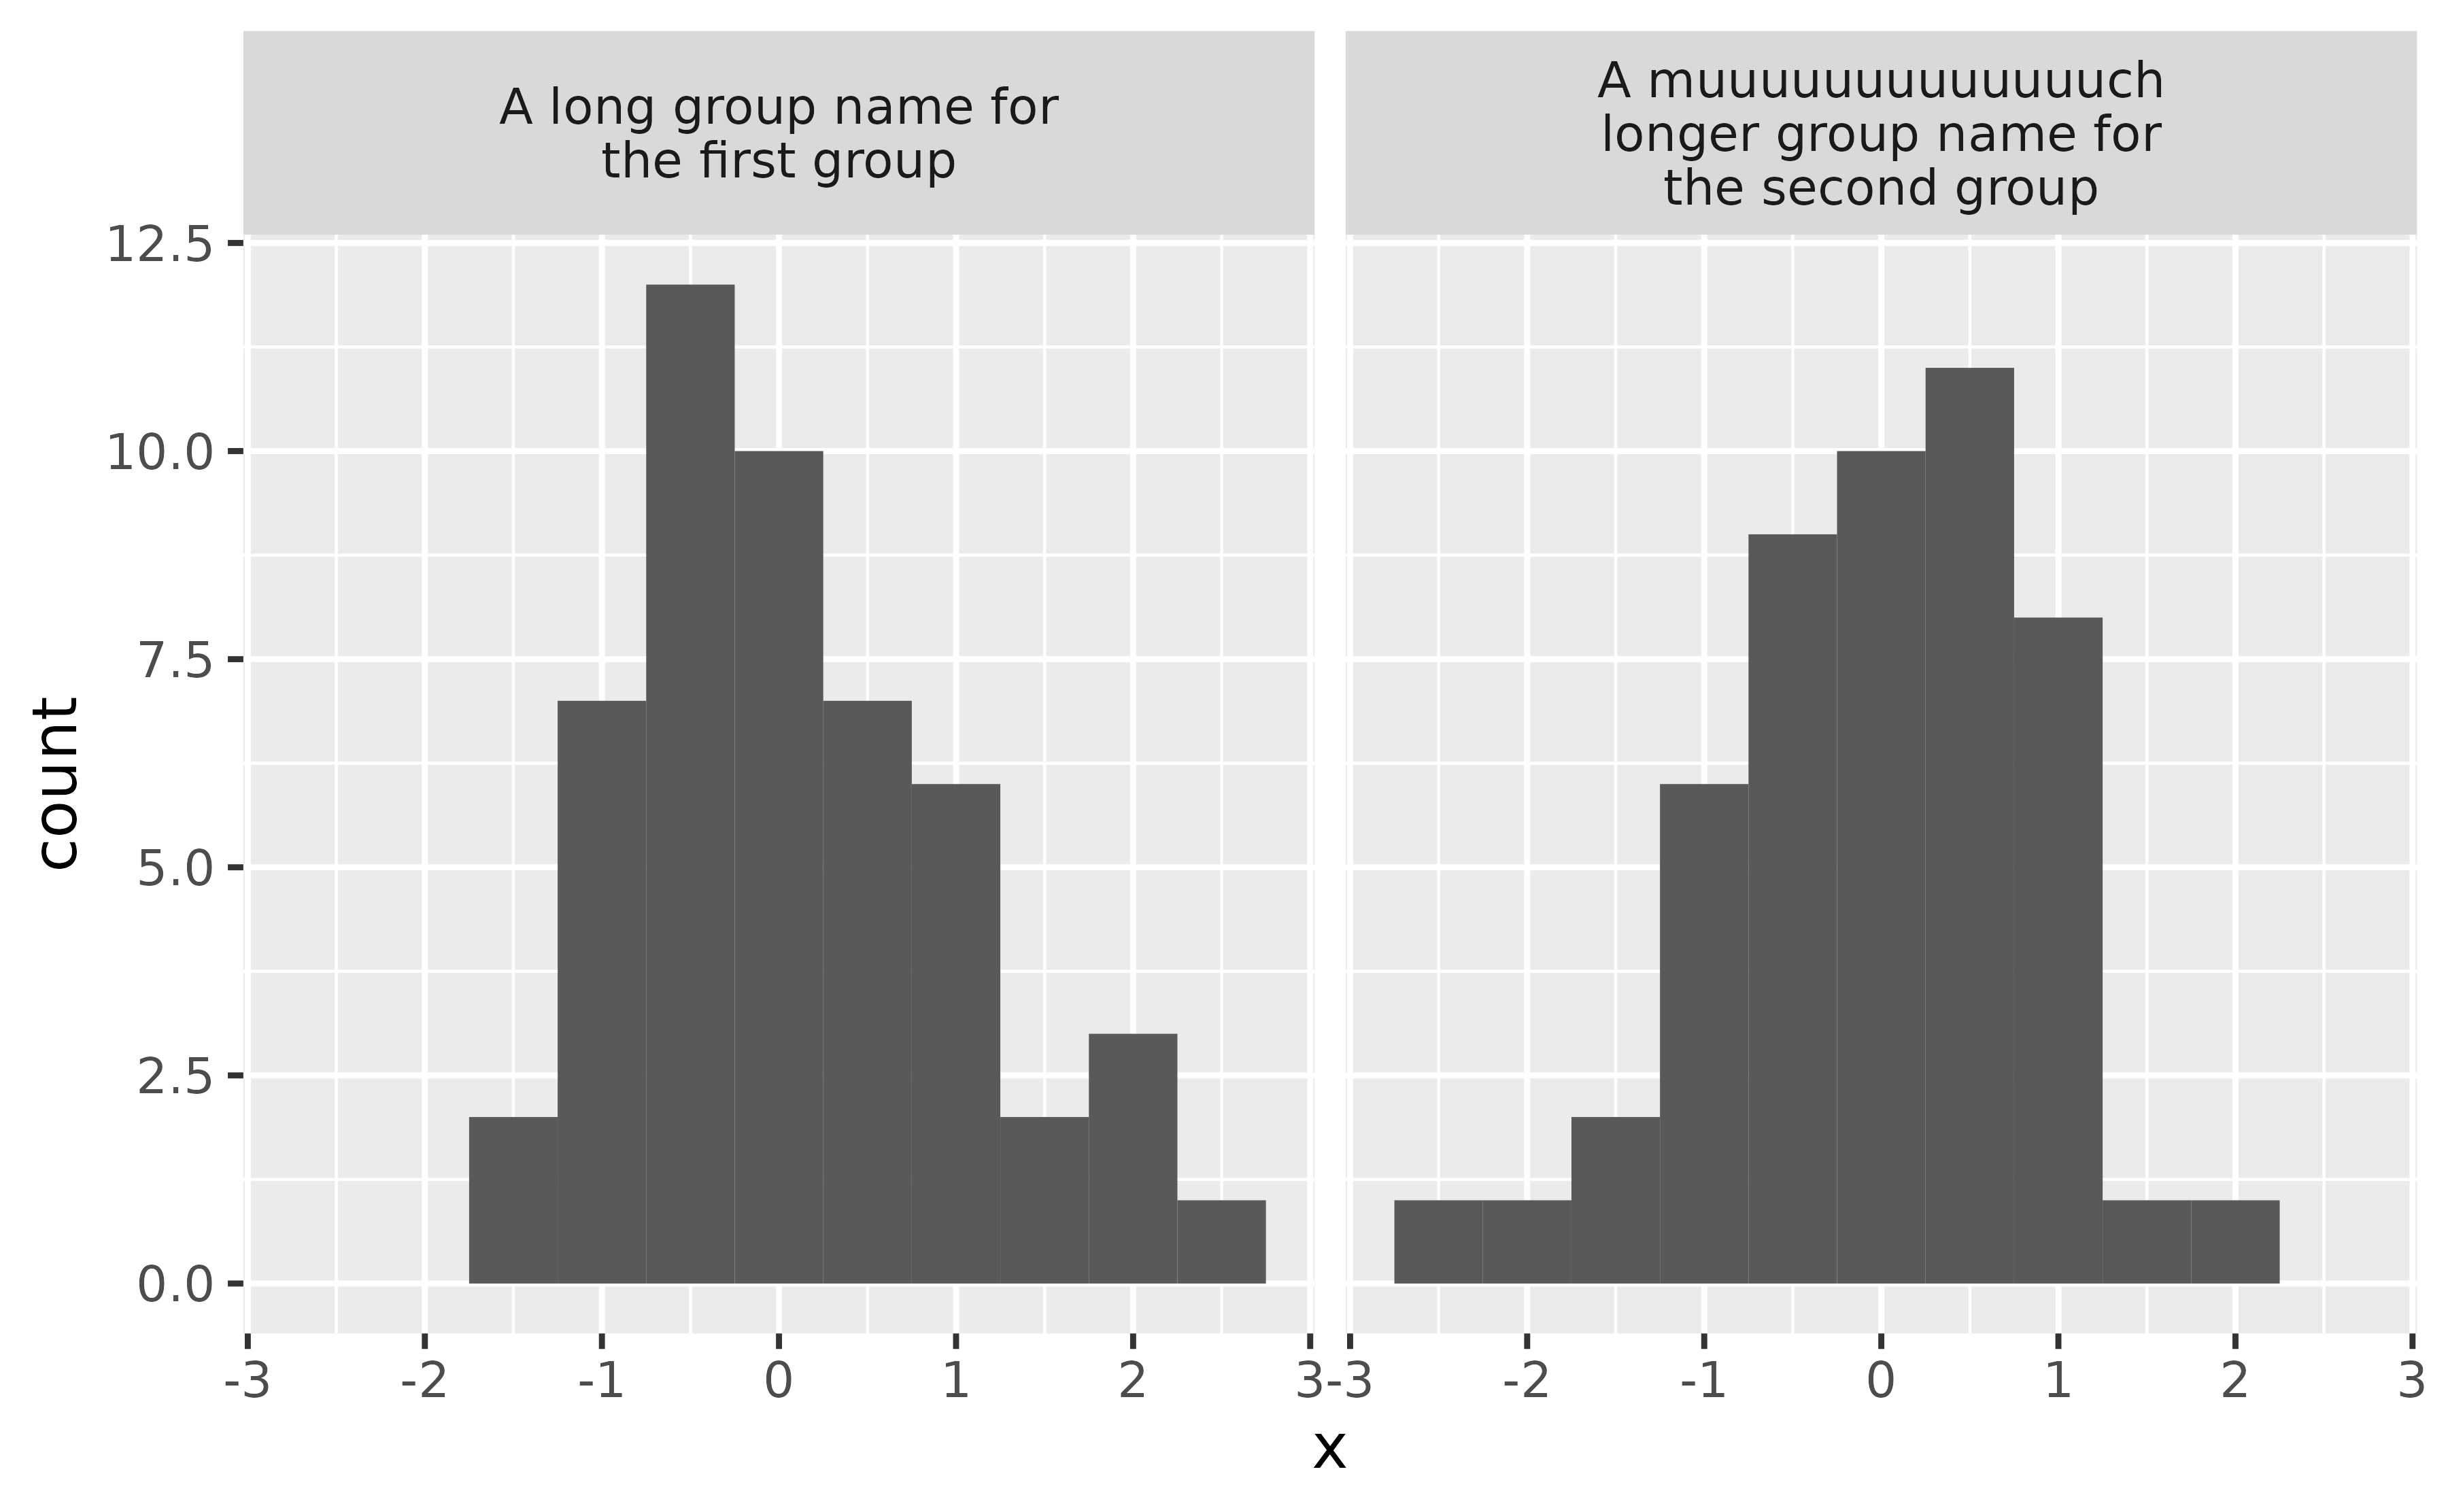 A long group name for
the first group
A muuuuuuuuuuuuuch
longer group name for
the second group
12.5
10.0
7.5
5.0
2.5
0.0
count
-3 -2 -1 0 1 2 3
-3 -2 -1 0 1 2 3
x